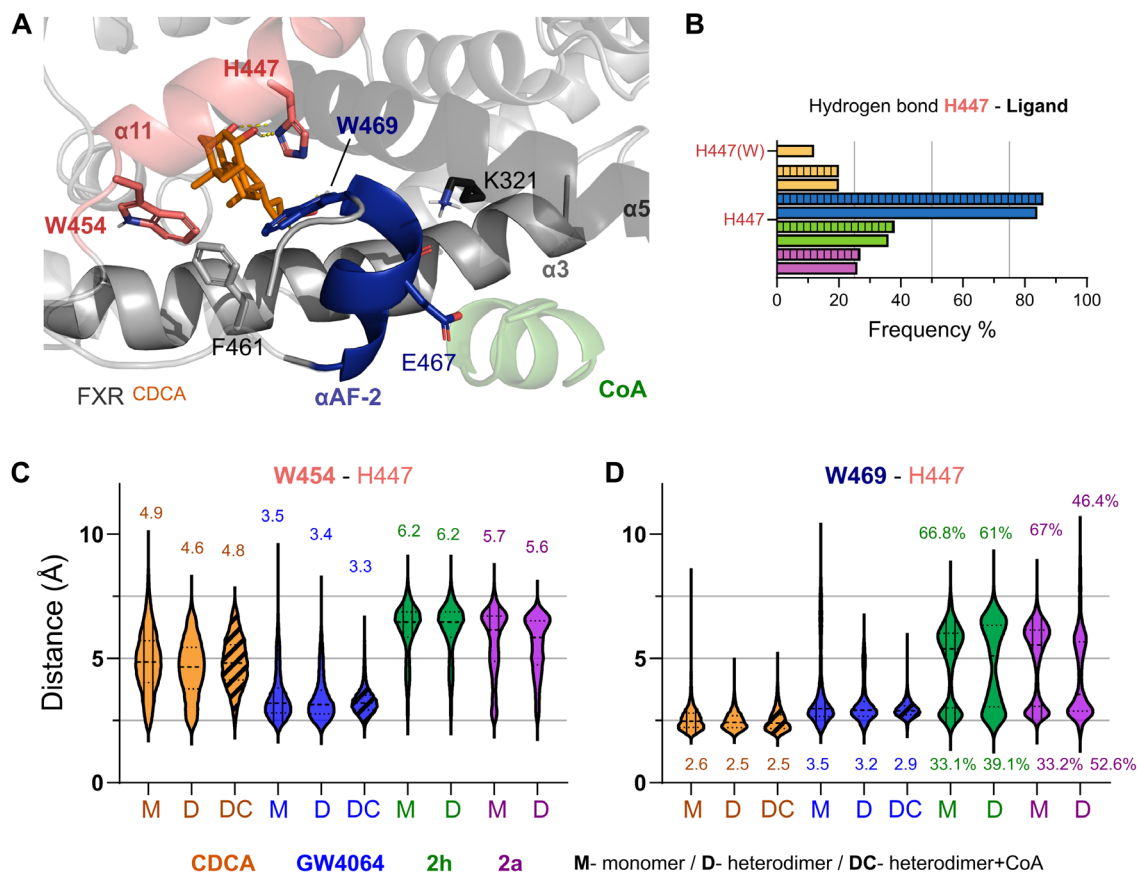 A
H447
W469
α11
K321
W454
α5
α3
F461
E467
FXR CDCA
αAF-2
CoA
B
Hydrogen bond H447 - Ligand
H447(W)
H447
0 20 40 60 80 100
Frequency %
C
W454 - H447
Distance (Å)
10
5
0
4.9 4.6 4.8 3.5 3.4 3.3 6.2 6.2 5.7 5.6
M D DC M D DC M D M D
D
W469 - H447
10
5
0
66.8% 61% 67% 46.4%
2.6 2.5 2.5 3.5 3.2 2.9 33.1% 39.1% 33.2% 52.6%
M D DC M D DC M D M D
CDCA GW4064 2h 2a M- monomer / D- heterodimer / DC- heterodimer+CoA